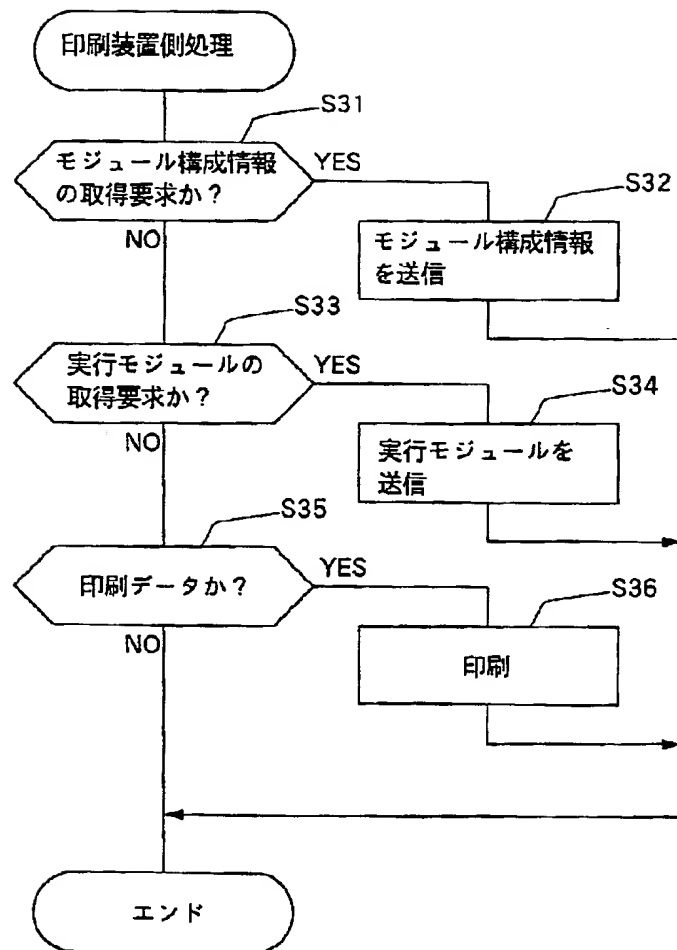 印刷装置側処理
S31
モジュール構成情報
の取得要求か？
YES
S32
モジュール構成情報
を送信
NO
S33
実行モジュールの
取得要求か？
YES
S34
実行モジュールを
送信
NO
S35
印刷データか？
YES
S36
印刷
NO
エンド